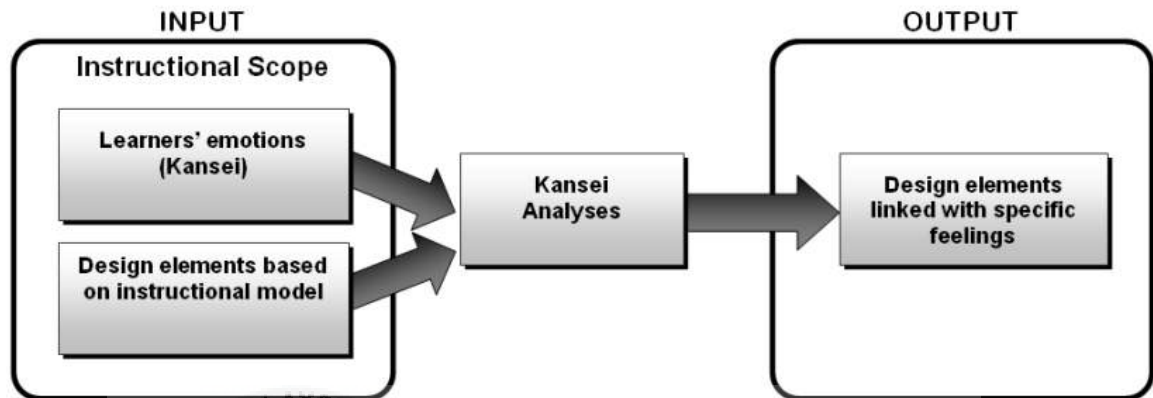 INPUT
Instructional Scope
Learners' emotions
(Kansei)
Design elements based
on instructional model
Kansei
Analyses
OUTPUT
Design elements
linked with specific
feelings